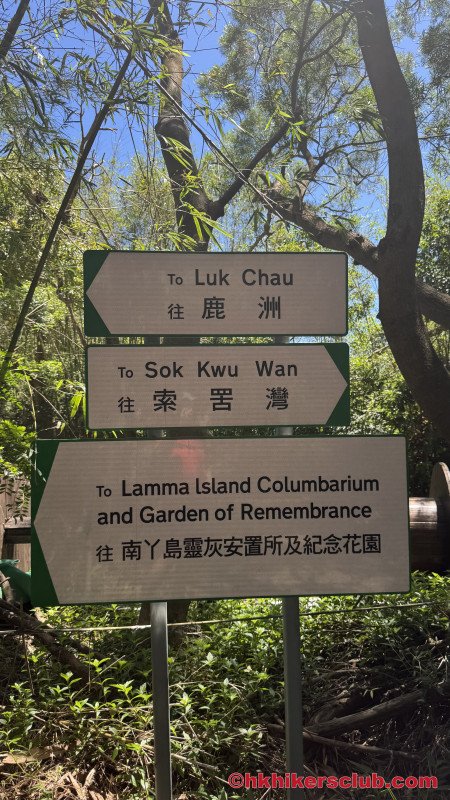 To Luk Chau
往 鹿 洲
To Sok Kwu Wan
往 索 罟 灣
To Lamma Island Columbarium
and Garden of Remembrance
往 南丫島靈灰安置所及紀念花園
©hkhikersclub.com